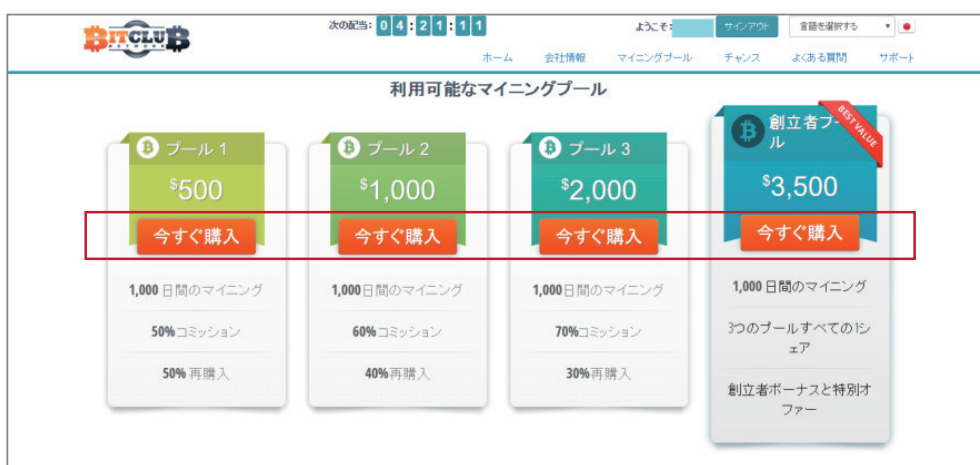 BITCLUB
NETWORK
次の配当: 04:21:11
ようこそ:
サインアウト
言語を選択する
ホーム 会社情報 マイニングプール チャンス よくある質問 サポート
利用可能なマイニングプール
プール 1
$500
今すぐ購入
1,000 日間のマイニング
50%コミッション
50% 再購入
プール 2
$1,000
今すぐ購入
1,000日間のマイニング
60%コミッション
40%再購入
プール 3
$2,000
今すぐ購入
1,000日間のマイニング
70%コミッション
30%再購入
創立者プー
ル
BEST VALUE
$3,500
今すぐ購入
1,000 日間のマイニング
3つのプールすべての1シ
ェア
創立者ボーナスと特別オ
ファー